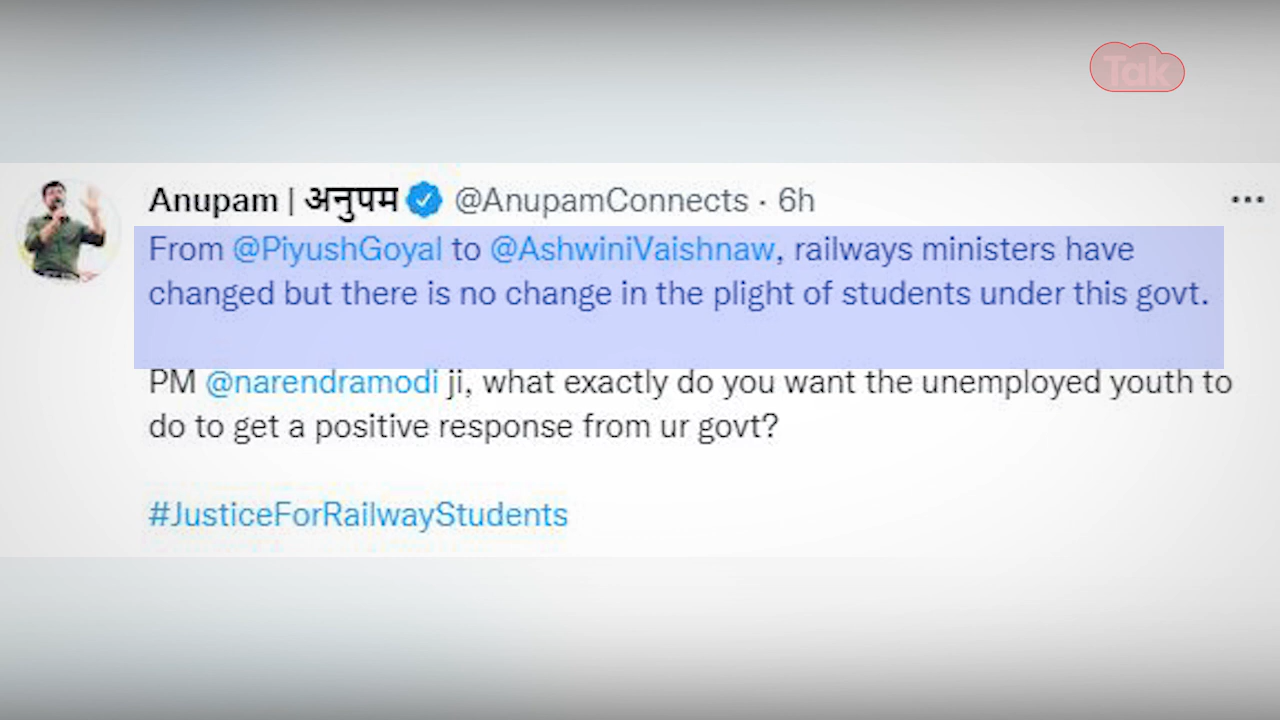 Tak
Anupam | अनुपम @AnupamConnects · 6h
From @PiyushGoyal to @AshwiniVaishnaw, railways ministers have
changed but there is no change in the plight of students under this govt.
PM @narendramodi ji, what exactly do you want the unemployed youth to
do to get a positive response from ur govt?
#JusticeForRailwayStudents